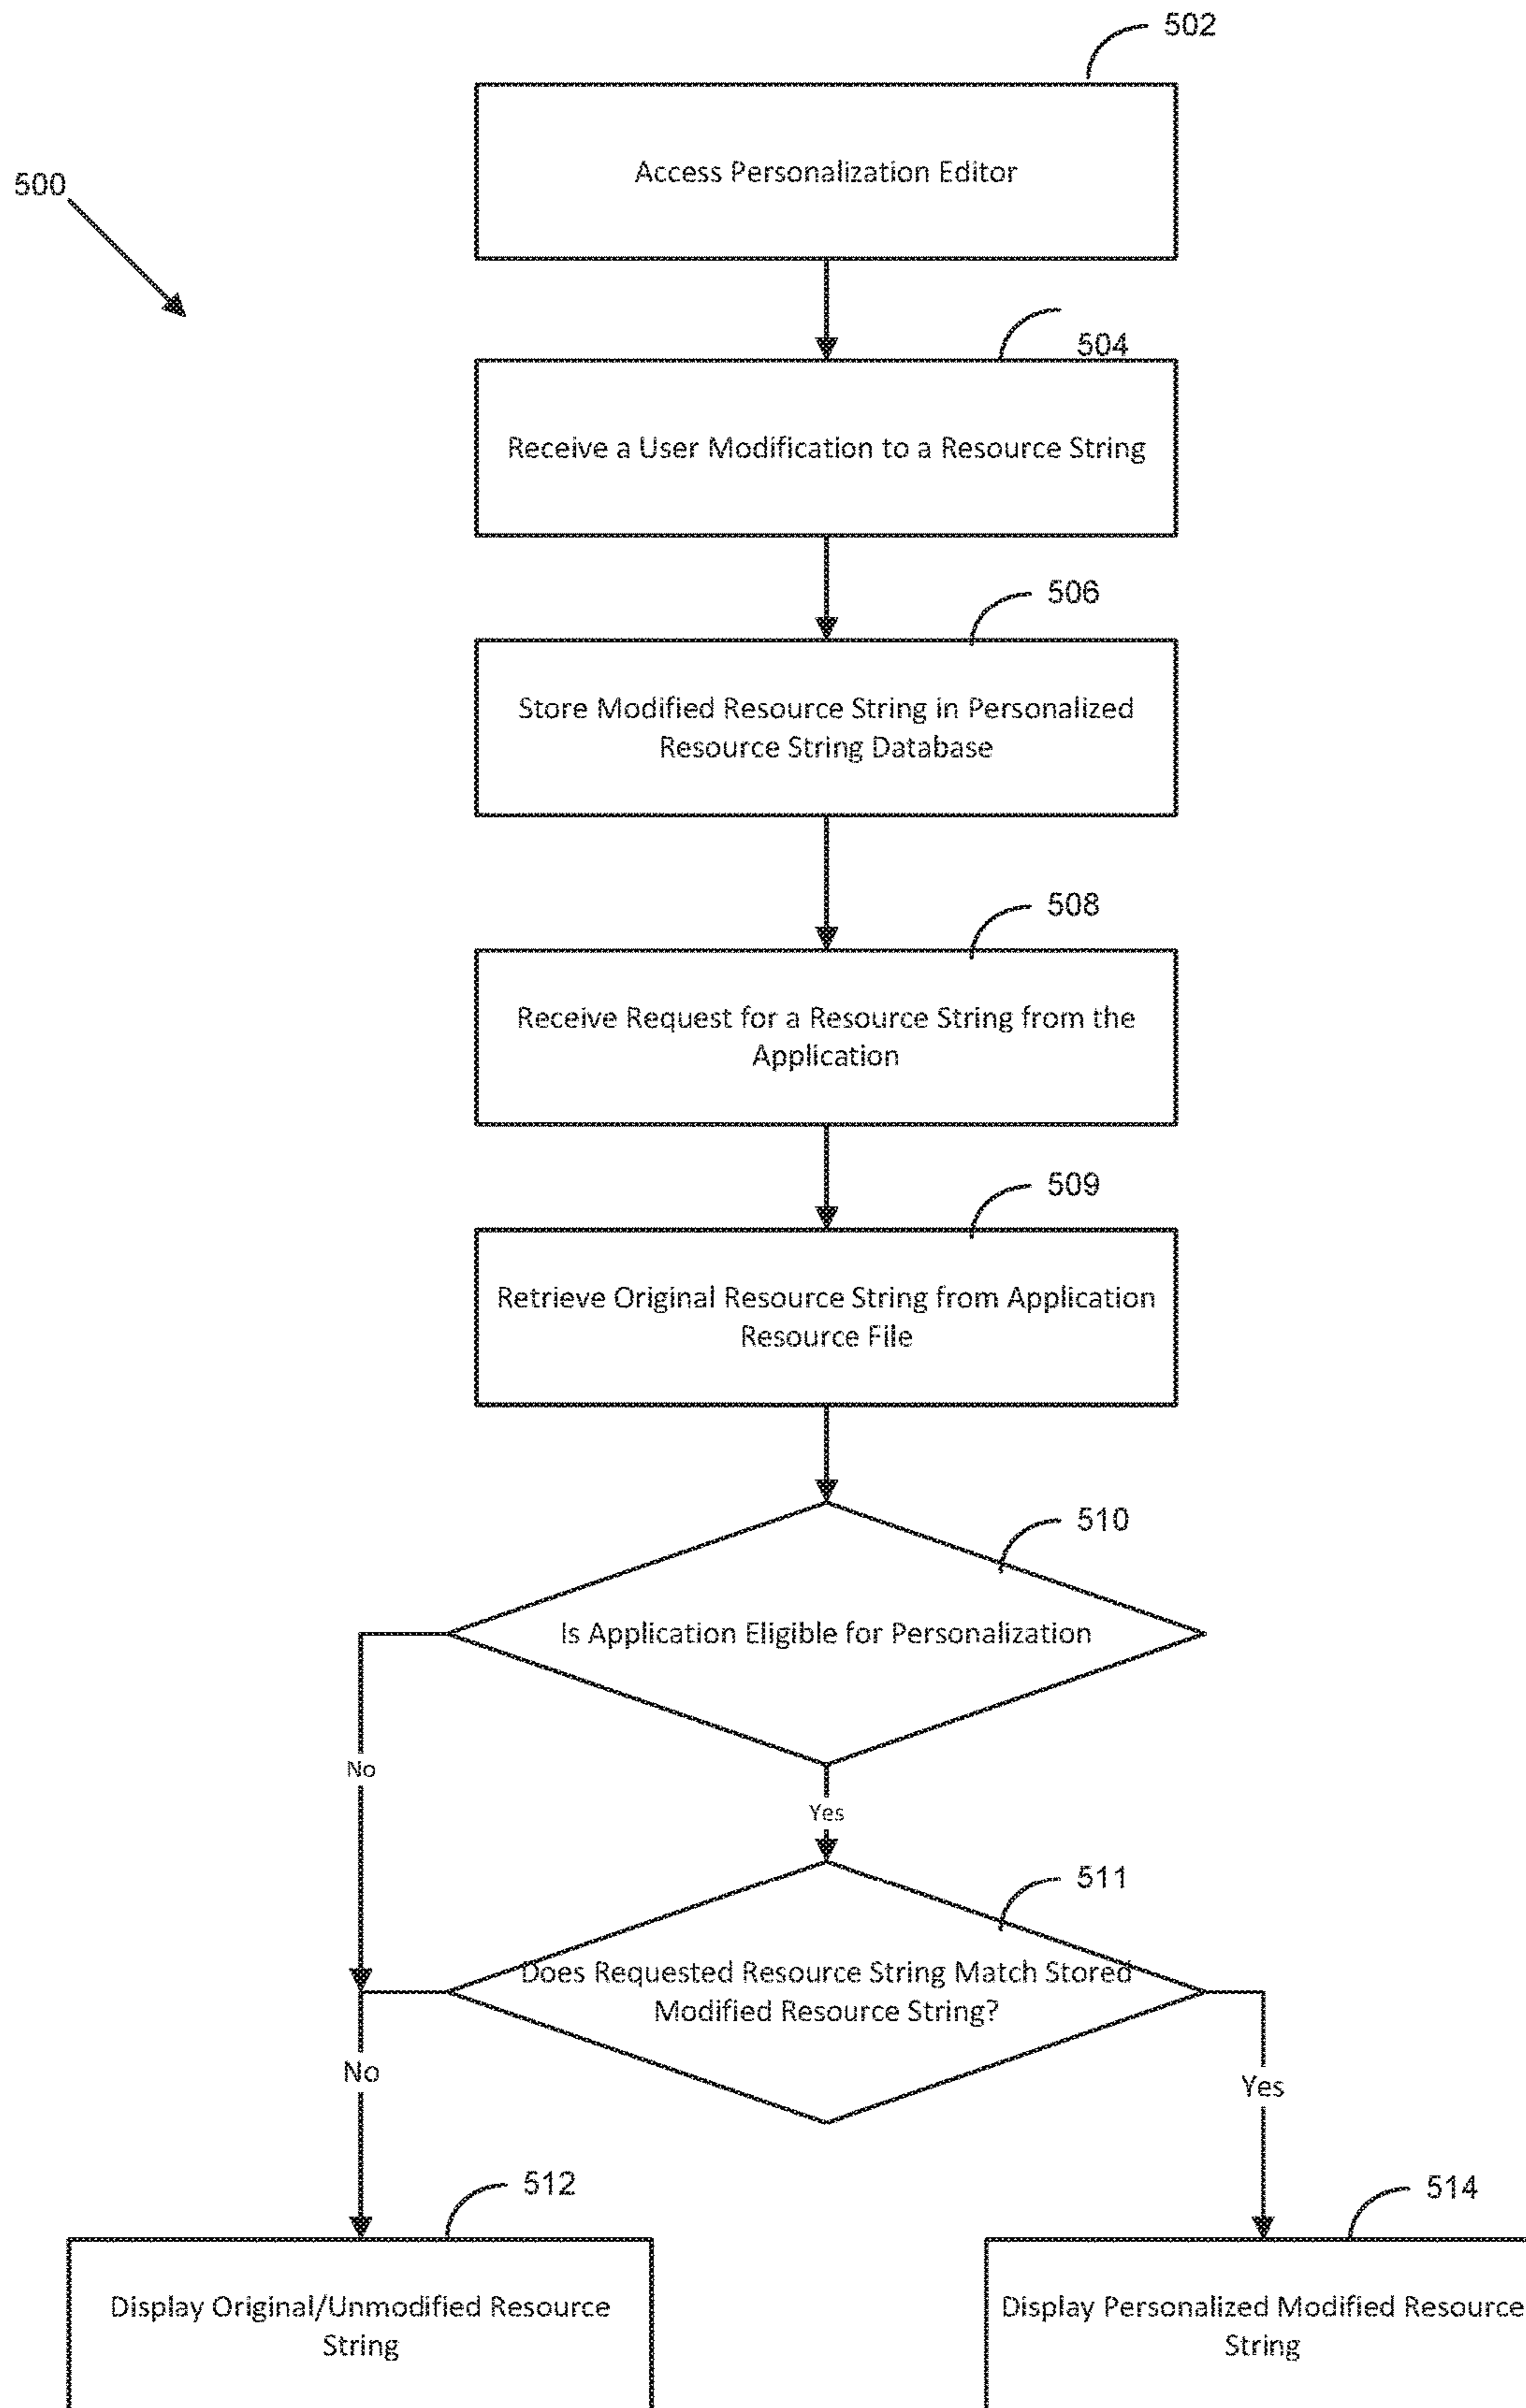 502
500
Access Personalization Editor
504
Receive a User Modification to a Resource String
506
Store Modified Resource String in Personalized
Resource String Database
508
Receive Request for a Resource String from the
Application
509
Retrieve Original Resource String from Application
Resource File
510
Is Application Eligible for Personalization
No
Yes
511
Does Requested Resource String Match Stored
Modified Resource String?
No
Yes
512
514
Display Original/Unmodified Resource
String
Display Personalized Modified Resource
String